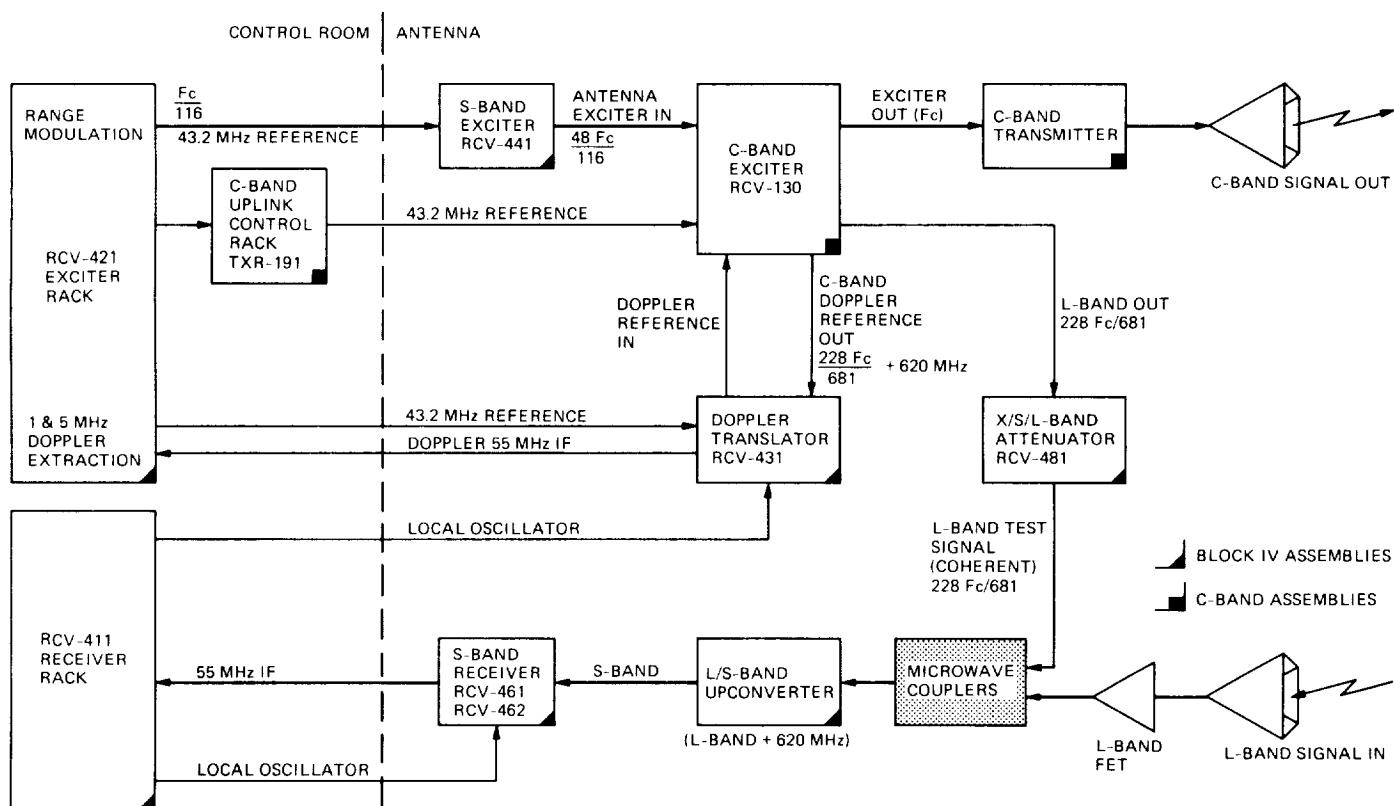 CONTROL ROOM
ANTENNA
RANGE
MODULATION
RCV-421
EXCITER
RACK
1 & 5 MHz
DOPPLER
EXTRACTION
Fc
116
43.2 MHz REFERENCE
S-BAND
EXCITER
RCV-441
ANTENNA
EXCITER IN
48 Fc
116
C-BAND
EXCITER
RCV-130
EXCITER
OUT (Fc)
C-BAND
TRANSMITTER
C-BAND SIGNAL OUT
C-BAND
UPLINK
CONTROL
RACK
TXR-191
43.2 MHz REFERENCE
DOPPLER
REFERENCE
IN
C-BAND
DOPPLER
REFERENCE
OUT
228 Fc
681
+ 620 MHz
L-BAND OUT
228 Fc/681
43.2 MHz REFERENCE
DOPPLER 55 MHz IF
DOPPLER
TRANSLATOR
RCV-431
X/S/L-BAND
ATTENUATOR
RCV-481
LOCAL OSCILLATOR
L-BAND TEST
SIGNAL
(COHERENT)
228 Fc/681
BLOCK IV ASSEMBLIES
C-BAND ASSEMBLIES
RCV-411
RECEIVER
RACK
55 MHz IF
S-BAND
RECEIVER
RCV-461
RCV-462
S-BAND
L/S-BAND
UPCONVERTER
(L-BAND + 620 MHz)
MICROWAVE
COUPLERS
L-BAND
FET
L-BAND SIGNAL IN
LOCAL OSCILLATOR